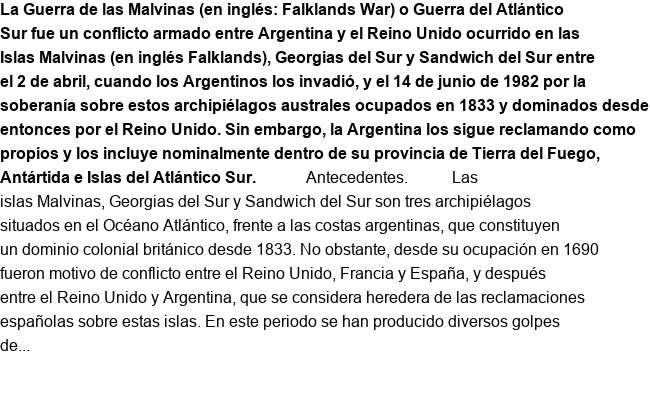 La Guerra de las Malvinas (en inglés: Falklands War) o Guerra del Atlántico
Sur fue un conflicto armado entre Argentina y el Reino Unido ocurrido en las
Islas Malvinas (en inglés Falklands), Georgias del Sur y Sandwich del Sur entre
el 2 de abril, cuando los Argentinos los invadió, y el 14 de junio de 1982 por la
soberanía sobre estos archipiélagos australes ocupados en 1833 y dominados desde
entonces por el Reino Unido. Sin embargo, la Argentina los sigue reclamando como
propios y los incluye nominalmente dentro de su provincia de Tierra del Fuego,
Antártida e Islas del Atlántico Sur. Antecedentes. Las
islas Malvinas, Georgias del Sur y Sandwich del Sur son tres archipiélagos
situados en el Océano Atlántico, frente a las costas argentinas, que constituyen
un dominio colonial británico desde 1833. No obstante, desde su ocupación en 1690
fueron motivo de conflicto entre el Reino Unido, Francia y España, y después
entre el Reino Unido y Argentina, que se considera heredera de las reclamaciones
españolas sobre estas islas. En este periodo se han producido diversos golpes
de...